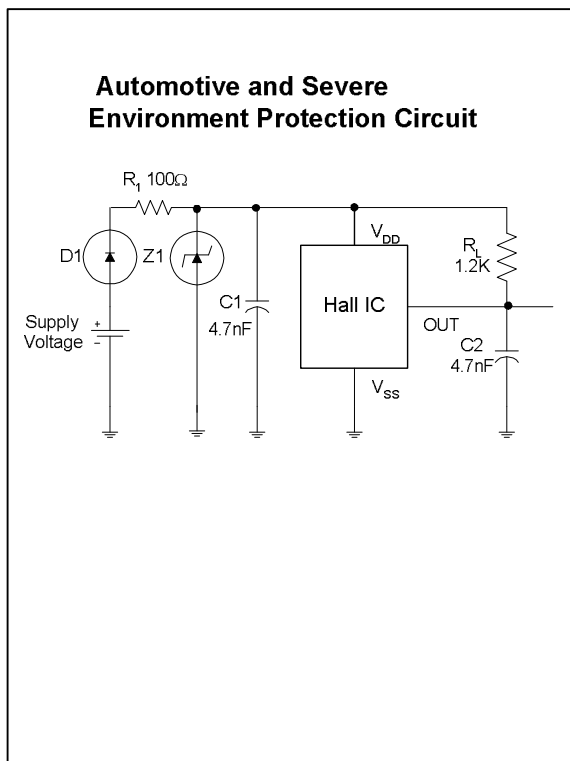 Automotive and Severe
Environment Protection Circuit
R1 100Ω
D1
Z1
VDD
RL
1.2K
C1
4.7nF
Hall IC
Supply
Voltage
+
-
OUT
C2
4.7nF
VSS